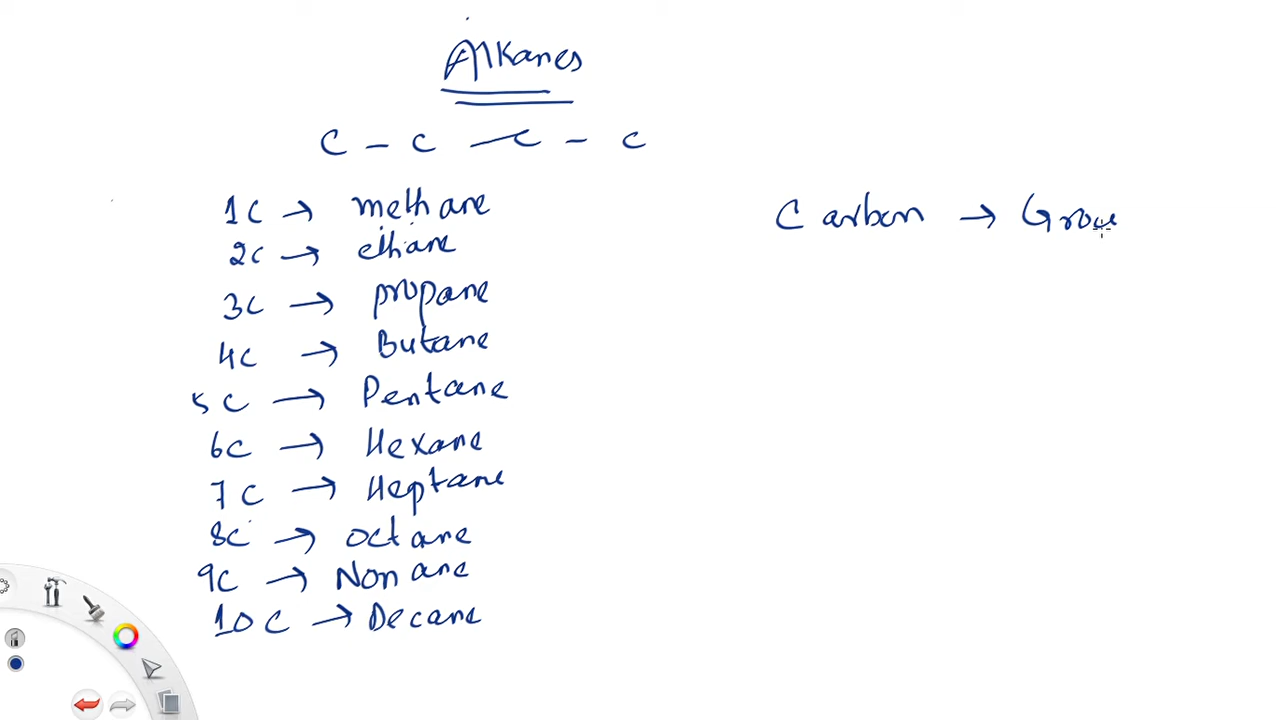 Alkanes
C - C - C - C
1C → methane
2C → ethane
3C → propane
4C → Butane
5C → Pentane
6C → Hexane
7C → Heptane
8C → octane
9C → Nonane
10C → Decane
Carbon → Grou